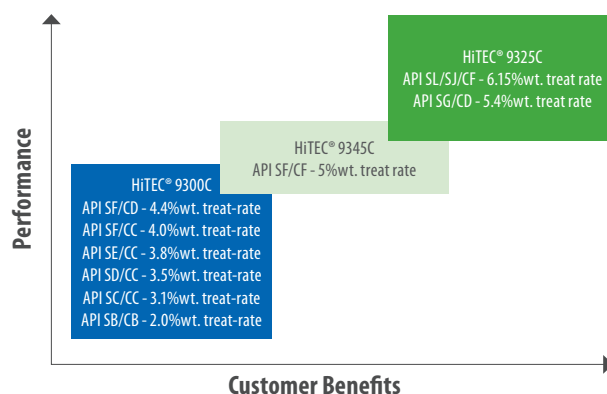 HiTEC® 9325C
API SL/SJ/CF - 6.15%wt. treat rate
API SG/CD - 5.4%wt. treat rate
HiTEC® 9345C
API SF/CF - 5%wt. treat rate
HiTEC® 9300C
API SF/CD - 4.4%wt. treat-rate
API SF/CC - 4.0%wt. treat-rate
API SE/CC - 3.8%wt. treat-rate
API SD/CC - 3.5%wt. treat-rate
API SC/CC - 3.1%wt. treat-rate
API SB/CB - 2.0%wt. treat-rate
Performance
Customer Benefits